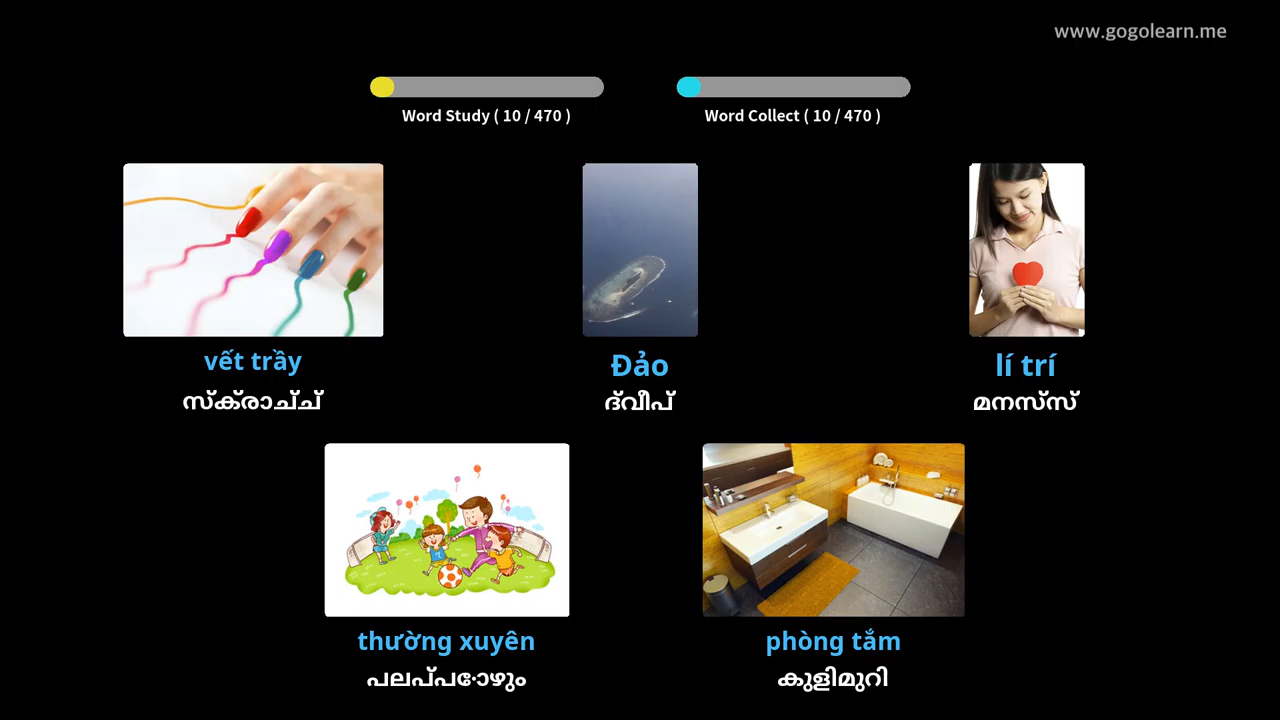 www.gogolearn.me
Word Study ( 10 / 470 )
Word Collect ( 10 / 470 )
vết trầy
സ്ക്രാച്ച്
Đảo
ദ്വീപ്
lí trí
മനസ്സ്
thường xuyên
പലപ്പോഴും
phòng tắm
കുളിമുറി